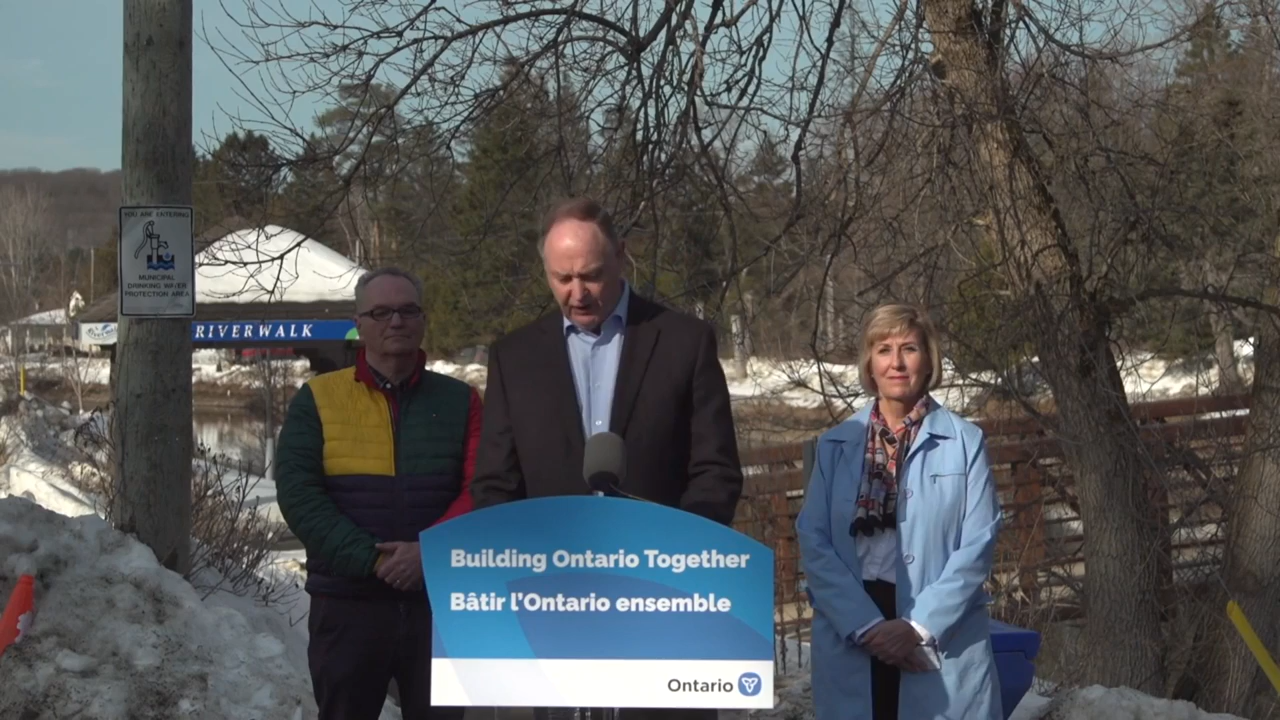 YOU ARE ENTERING
MUNICIPAL
DRINKING WATER
PROTECTION AREA
RIVERWALK
Building Ontario Together
Bâtir l'Ontario ensemble
Ontario